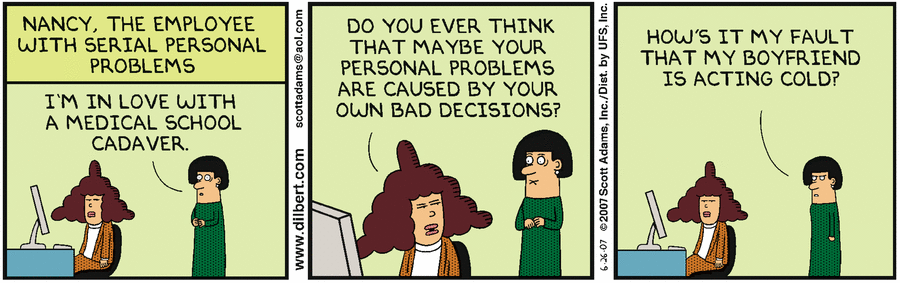 NANCY, THE EMPLOYEE
WITH SERIAL PERSONAL
PROBLEMS
I'M IN LOVE WITH
A MEDICAL SCHOOL
CADAVER.
www.dilbert.com
scottadams@aol.com
DO YOU EVER THINK
THAT MAYBE YOUR
PERSONAL PROBLEMS
ARE CAUSED BY YOUR
OWN BAD DECISIONS?
6-26-07 ©2007 Scott Adams, Inc./Dist. by UFS, Inc.
HOW'S IT MY FAULT
THAT MY BOYFRIEND
IS ACTING COLD?